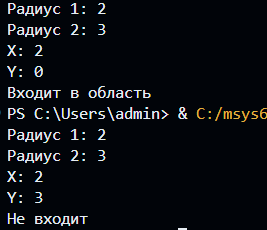 Радиус 1: 2
Радиус 2: 3
X: 2
Y: 0
Входит в область
PS C:\Users\admin> & C:/msys6
Радиус 1: 2
Радиус 2: 3
X: 2
Y: 3
Не входит